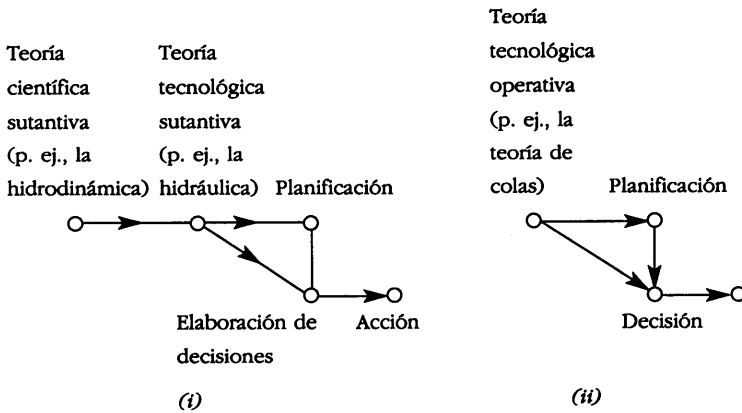 Teoría
científica
sutantiva
(p. ej., la
hidrodinámica)
Teoría
tecnológica
sutantiva
(p. ej., la
hidráulica)
Planificación
Elaboración de
decisiones
Acción
(i)
Teoría
tecnológica
operativa
(p. ej., la
teoría de
colas)
Planificación
Decisión
(ii)